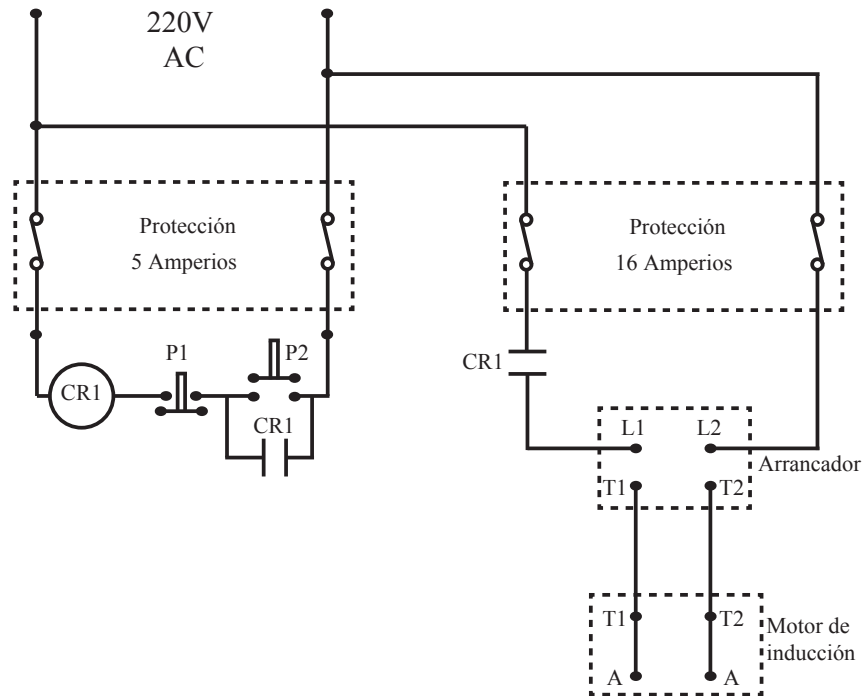 220V
AC
Protección
5 Amperios
Protección
16 Amperios
P1
P2
CR1
CR1
CR1
L1
L2
Arrancador
T1
T2
T1
T2
Motor de
inducción
A
A